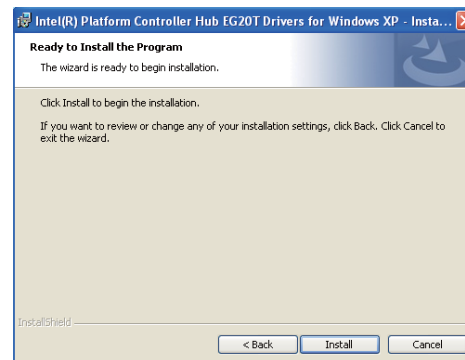 Intel(R) Platform Controller Hub EG20T Drivers for Windows XP - Insta...
Ready to Install the Program
The wizard is ready to begin installation.
Click Install to begin the installation.
If you want to review or change any of your installation settings, click Back. Click Cancel to
exit the wizard.
InstallShield
< Back Install Cancel